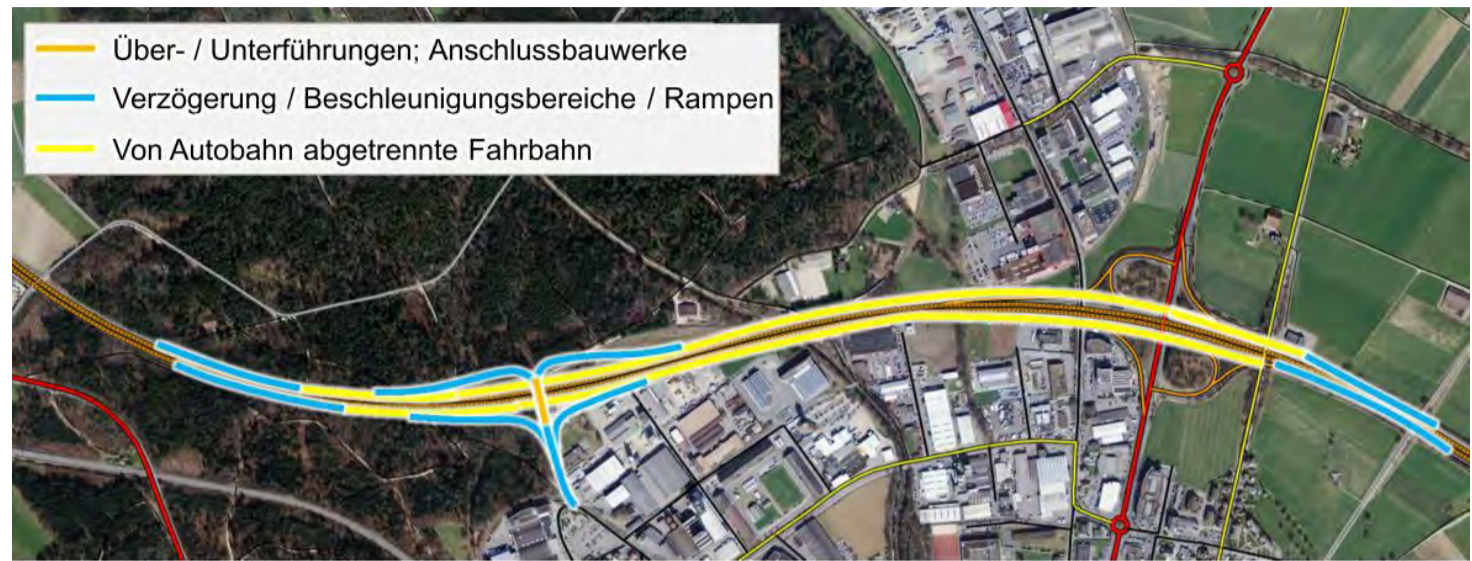 Über- / Unterführungen; Anschlussbauwerke
Verzögerung / Beschleunigungsbereiche / Rampen
Von Autobahn abgetrennte Fahrbahn